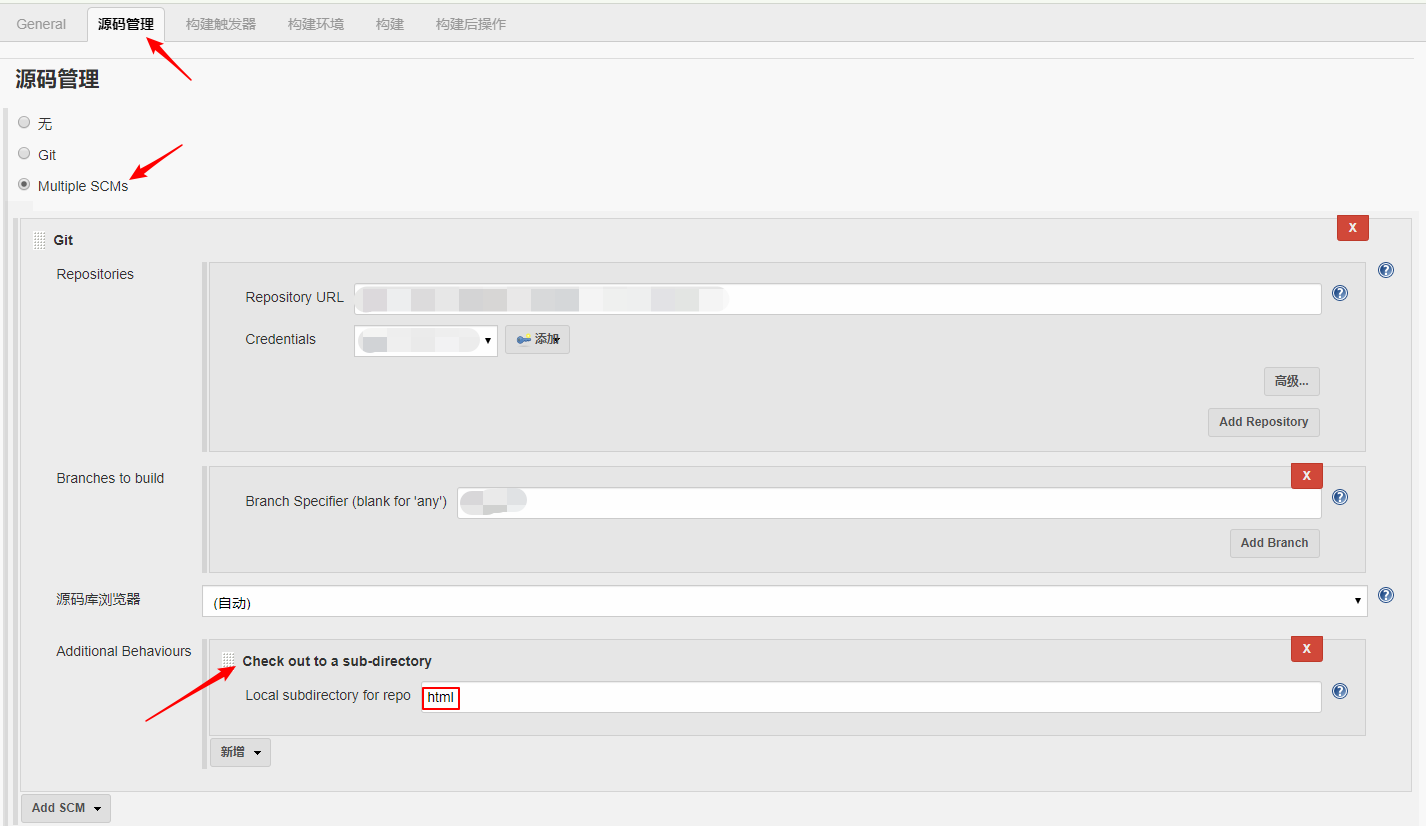 General 源码管理 构建触发器 构建环境 构建 构建后操作
源码管理
无
Git
Multiple SCMs
X
Git
Repositories
Repository URL
Credentials
添加
高级...
Add Repository
Branches to build
X
Branch Specifier (blank for 'any')
Add Branch
源码库浏览器
(自动)
Additional Behaviours
Check out to a sub-directory
X
Local subdirectory for repo html
新增
Add SCM